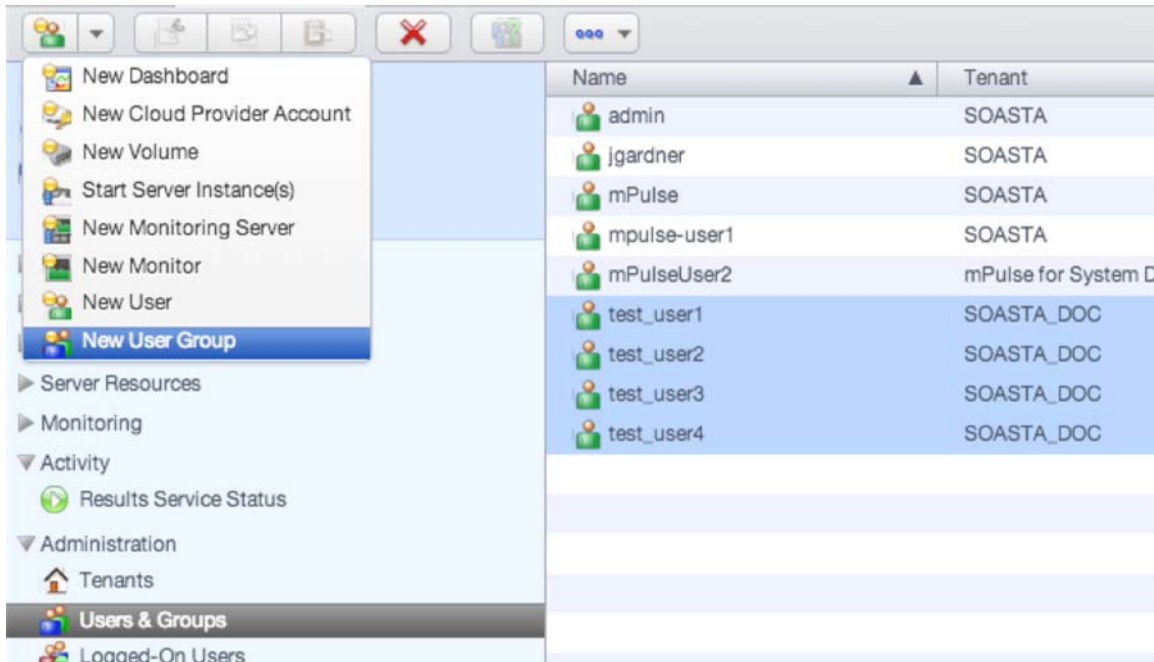 New Dashboard
New Cloud Provider Account
New Volume
Start Server Instance(s)
New Monitoring Server
New Monitor
New User
New User Group
Server Resources
Monitoring
Activity
Results Service Status
Administration
Tenants
Users & Groups
Logged-On Users
Name Tenant
admin SOASTA
jgardner SOASTA
mPulse SOASTA
mpulse-user1 SOASTA
mPulseUser2 mPulse for System D
test_user1 SOASTA_DOC
test_user2 SOASTA_DOC
test_user3 SOASTA_DOC
test_user4 SOASTA_DOC